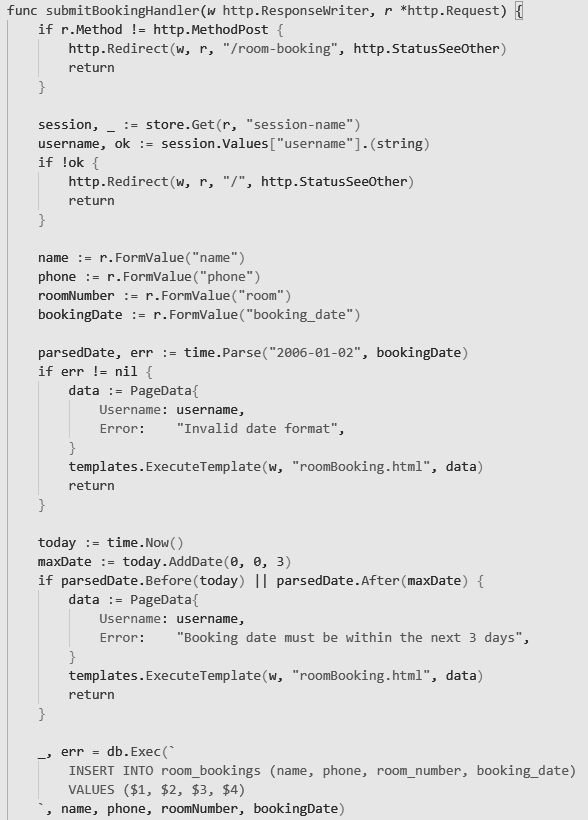 func submitBookingHandler(w http.ResponseWriter, r *http.Request) {
    if r.Method != http.MethodPost {
        http.Redirect(w, r, "/room-booking", http.StatusSeeOther)
        return
    }

    session, _ := store.Get(r, "session-name")
    username, ok := session.Values["username"].(string)
    if !ok {
        http.Redirect(w, r, "/", http.StatusSeeOther)
        return
    }

    name := r.FormValue("name")
    phone := r.FormValue("phone")
    roomNumber := r.FormValue("room")
    bookingDate := r.FormValue("booking_date")

    parsedDate, err := time.Parse("2006-01-02", bookingDate)
    if err != nil {
        data := PageData{
            Username: username,
            Error:    "Invalid date format",
        }
        templates.ExecuteTemplate(w, "roomBooking.html", data)
        return
    }

    today := time.Now()
    maxDate := today.AddDate(0, 0, 3)
    if parsedDate.Before(today) || parsedDate.After(maxDate) {
        data := PageData{
            Username: username,
            Error:    "Booking date must be within the next 3 days",
        }
        templates.ExecuteTemplate(w, "roomBooking.html", data)
        return
    }

    _, err = db.Exec(`
        INSERT INTO room_bookings (name, phone, room_number, booking_date)
        VALUES ($1, $2, $3, $4)
    `, name, phone, roomNumber, bookingDate)